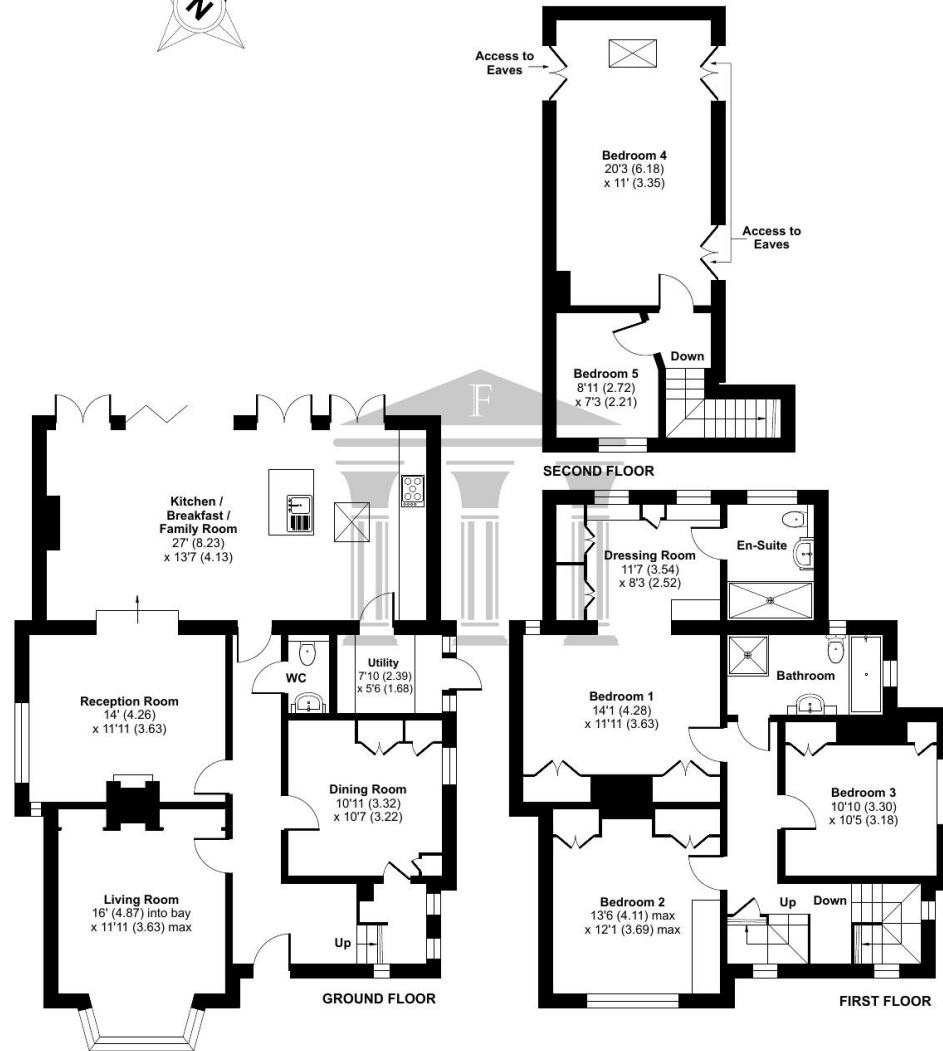 N
Access to
Eaves
Bedroom 4
20'3 (6.18)
x 11' (3.35)
Access to
Eaves
Bedroom 5
8'11 (2.72)
x 7'3 (2.21)
Down
SECOND FLOOR
F
Kitchen /
Breakfast /
Family Room
27' (8.23)
x 13'7 (4.13)
Reception Room
14' (4.26)
x 11'11 (3.63)
WC
Utility
7'10 (2.39)
x 5'6 (1.68)
Dining Room
10'11 (3.32)
x 10'7 (3.22)
Living Room
16' (4.87) into bay
x 11'11 (3.63) max
Up
GROUND FLOOR
Dressing Room
11'7 (3.54)
x 8'3 (2.52)
En-Suite
Bedroom 1
14'1 (4.28)
x 11'11 (3.63)
Bathroom
Bedroom 3
10'10 (3.30)
x 10'5 (3.18)
Bedroom 2
13'6 (4.11) max
x 12'1 (3.69) max
Up
Down
FIRST FLOOR